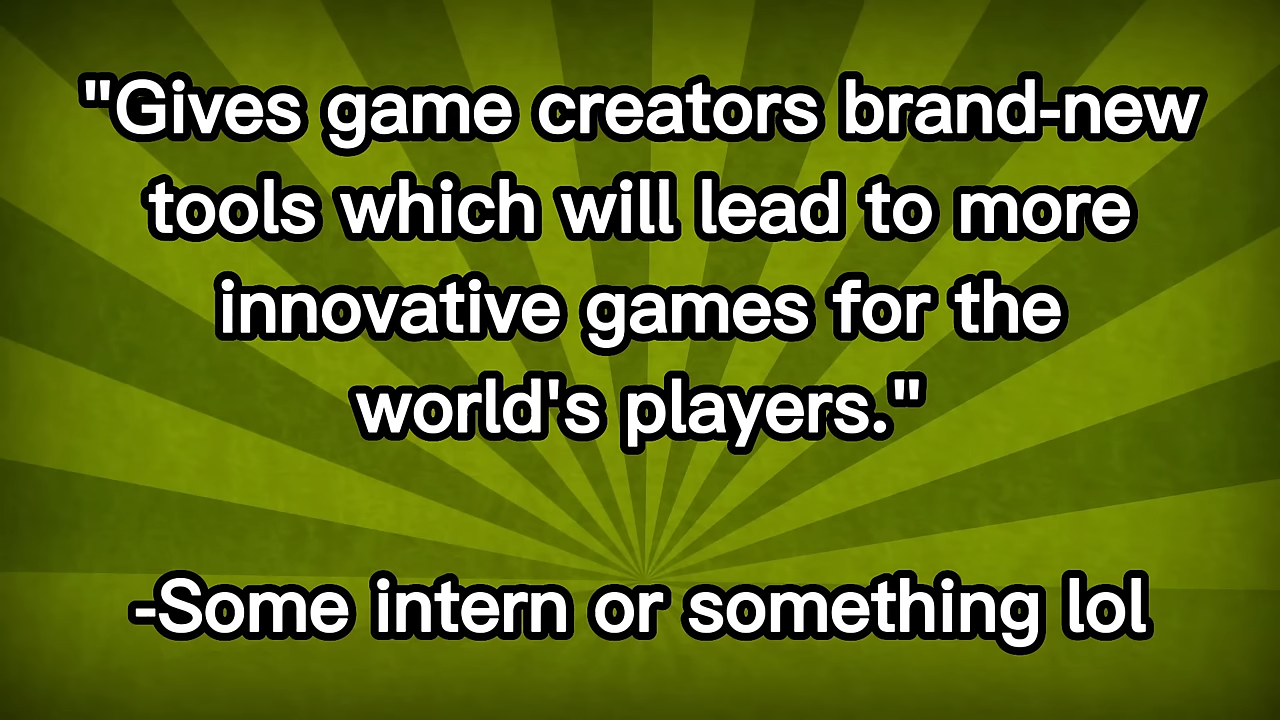 "Gives game creators brand-new
tools which will lead to more
innovative games for the
world's players."
-Some intern or something lol